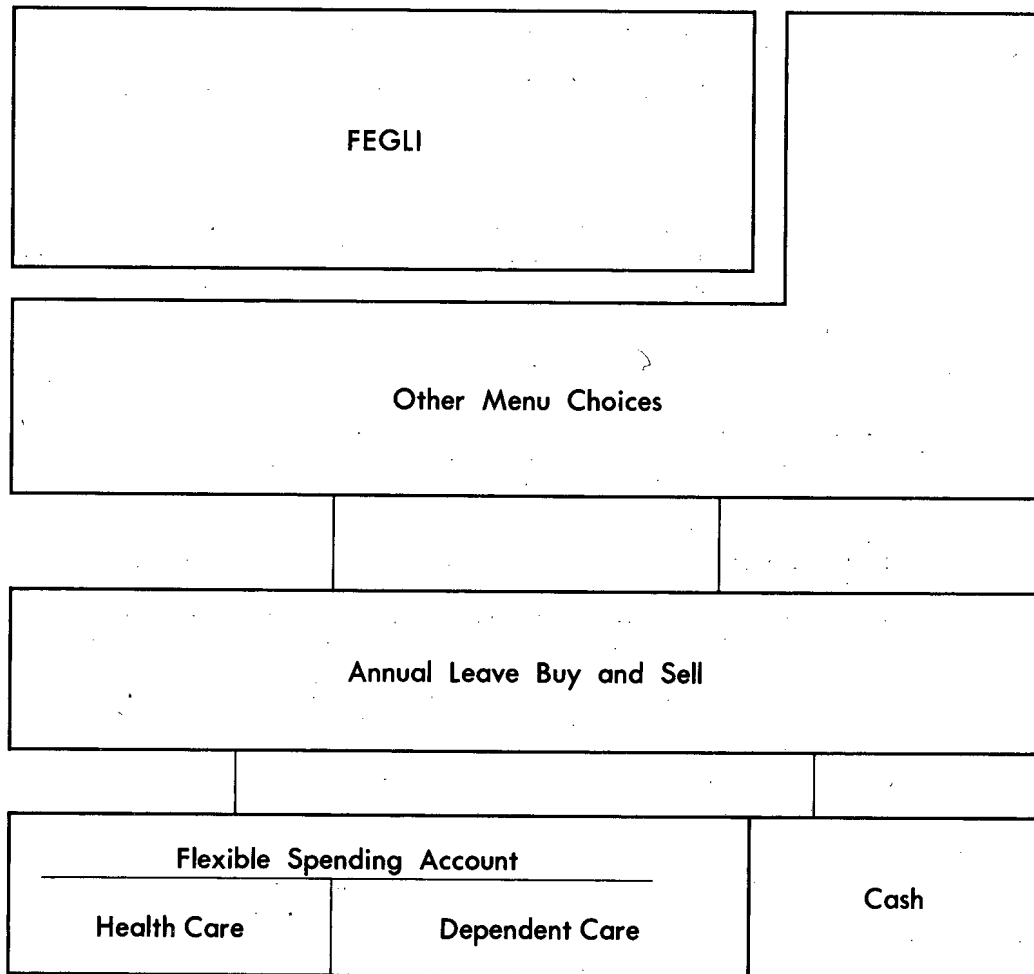 FEGLI
Other Menu Choices
Annual Leave Buy and Sell
Flexible Spending Account
Cash
Health Care
Dependent Care